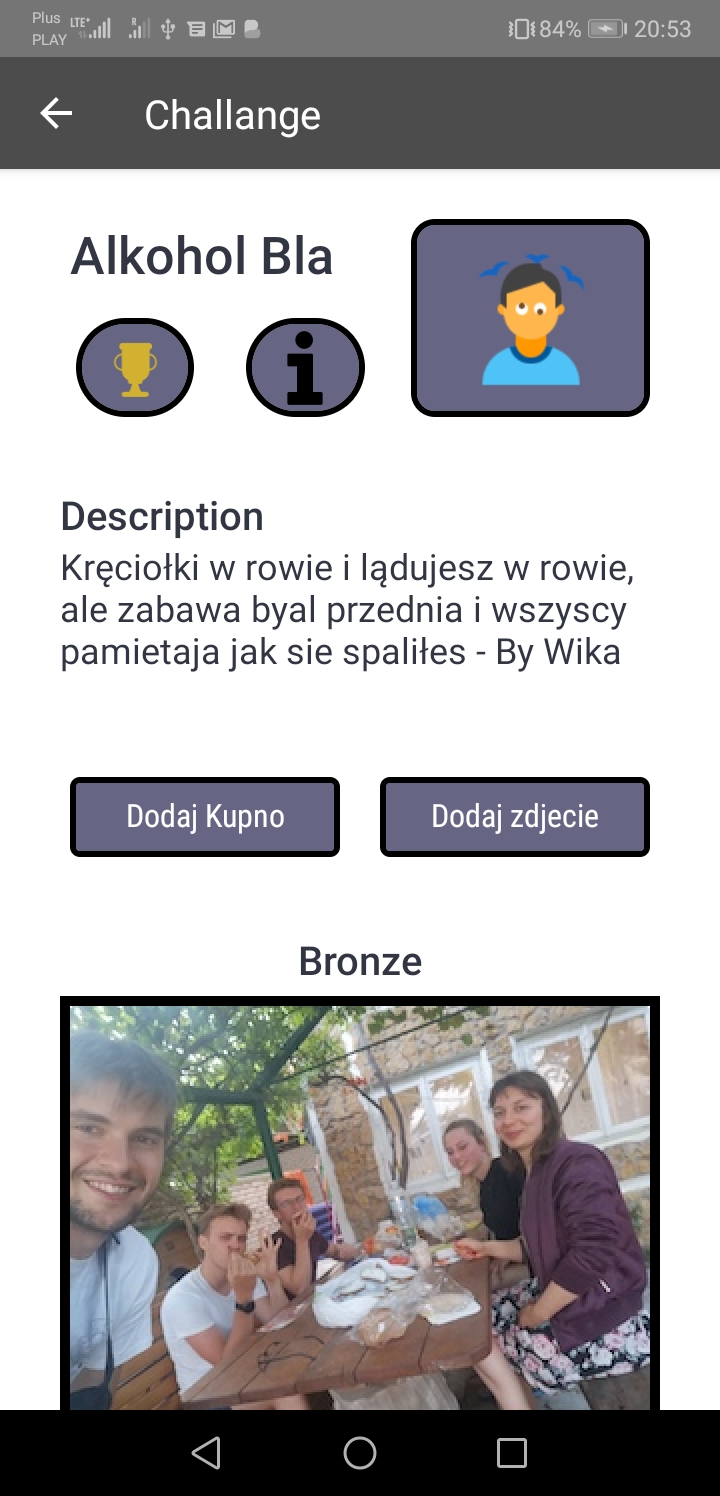 Plus
PLAY
LTE+
R
84%
20:53
Challange
Alkohol Bla
Description
Kręciołki w rowie i lądujesz w rowie,
ale zabawa byal przednia i wszyscy
pamietaja jak sie spaliłes - By Wika
Dodaj Kupno
Dodaj zdjecie
Bronze